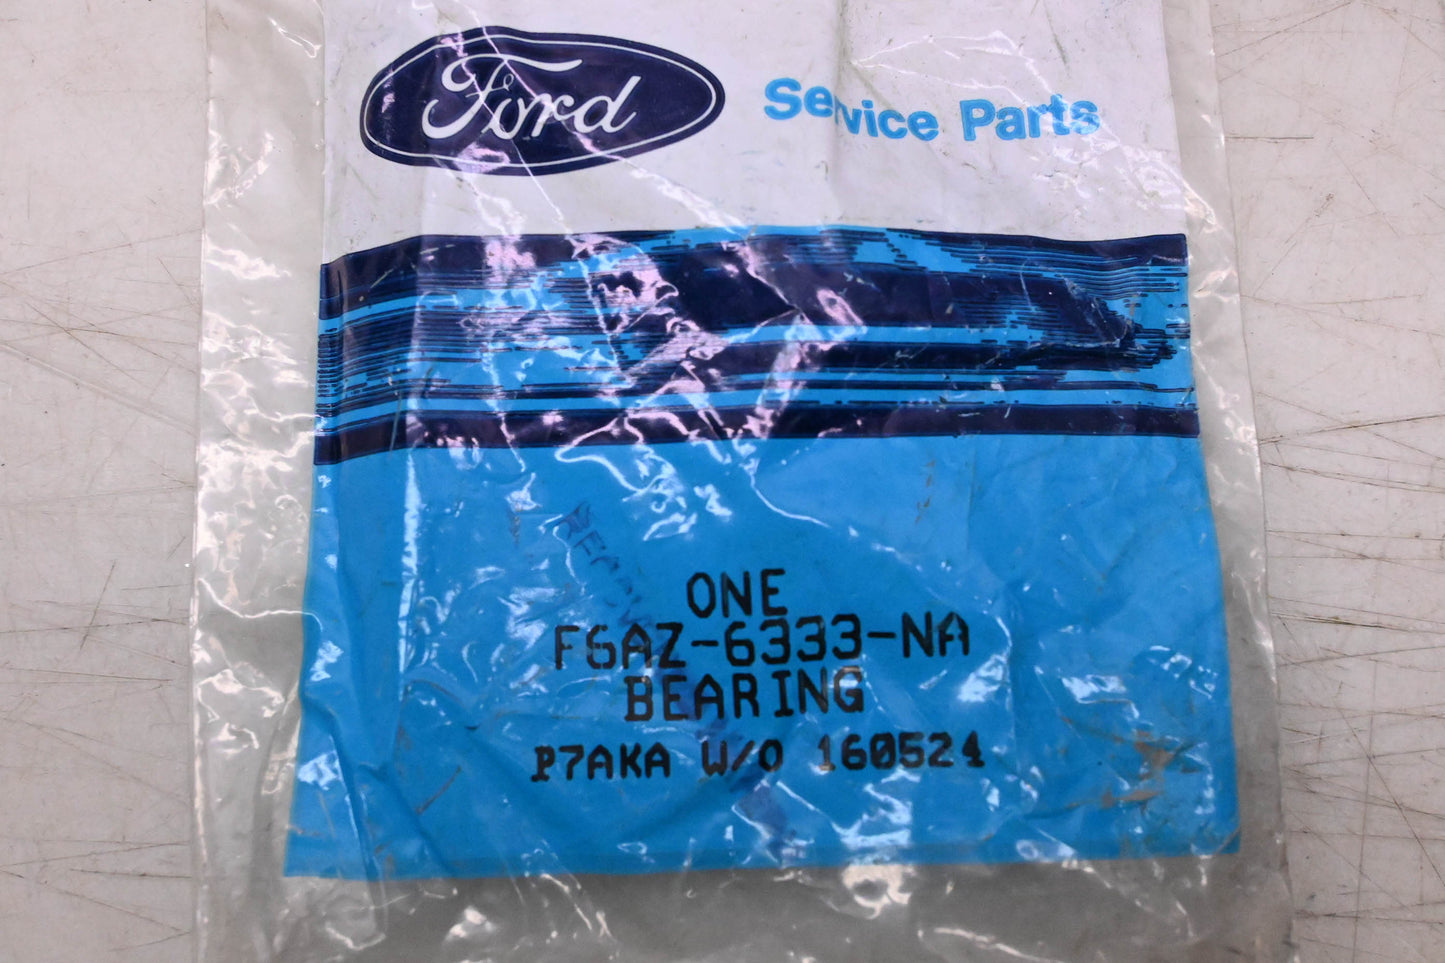 Ford
Service Parts
ONE
F6AZ-6333-NA
BEARING
P7AKA W/O 160524